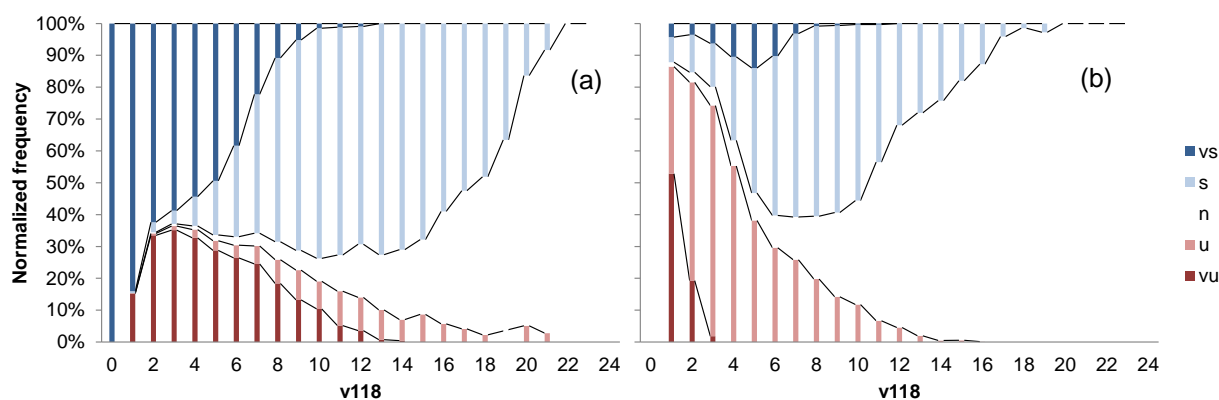 Normalized frequency
100%
90%
80%
70%
60%
50%
40%
30%
20%
10%
0%
(a)
0 2 4 6 8 10 12 14 16 18 20 22 24
v118
(b)
0 2 4 6 8 10 12 14 16 18 20 22 24
v118
vs
s
n
u
vu